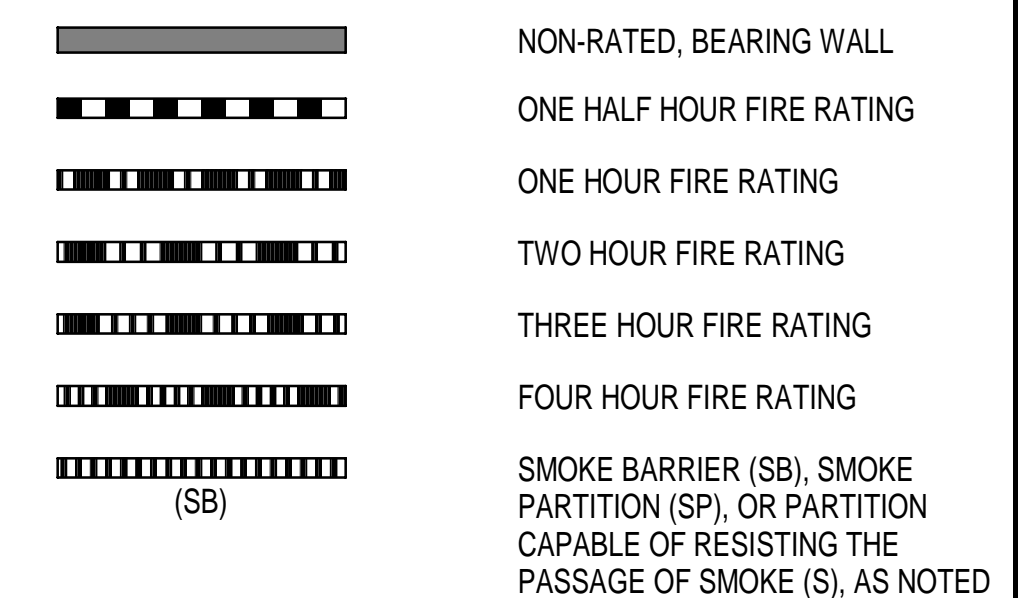 NON-RATED, BEARING WALL
ONE HALF HOUR FIRE RATING
ONE HOUR FIRE RATING
TWO HOUR FIRE RATING
THREE HOUR FIRE RATING
FOUR HOUR FIRE RATING
(SB)
SMOKE BARRIER (SB), SMOKE
PARTITION (SP), OR PARTITION
CAPABLE OF RESISTING THE
PASSAGE OF SMOKE (S), AS NOTED